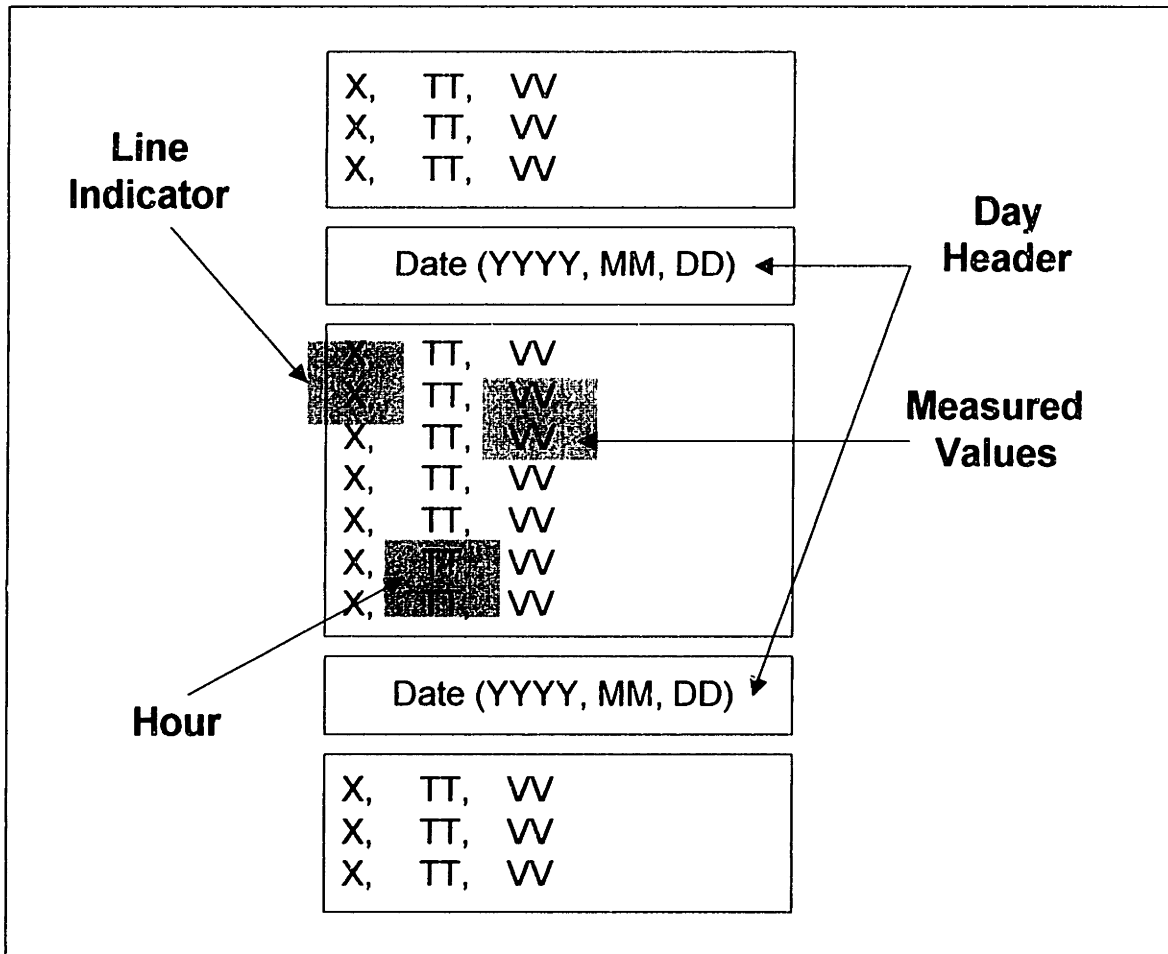 X, TT, VV
X, TT, VV
X, TT, VV
Line
Indicator
Day
Header
Date (YYYY, MM, DD)
X, TT, VV
X, TT, VV
X, TT, VV
X, TT, VV
X, TT, VV
X, TT, VV
X, TT, VV
Measured
Values
Date (YYYY, MM, DD)
Hour
X, TT, VV
X, TT, VV
X, TT, VV